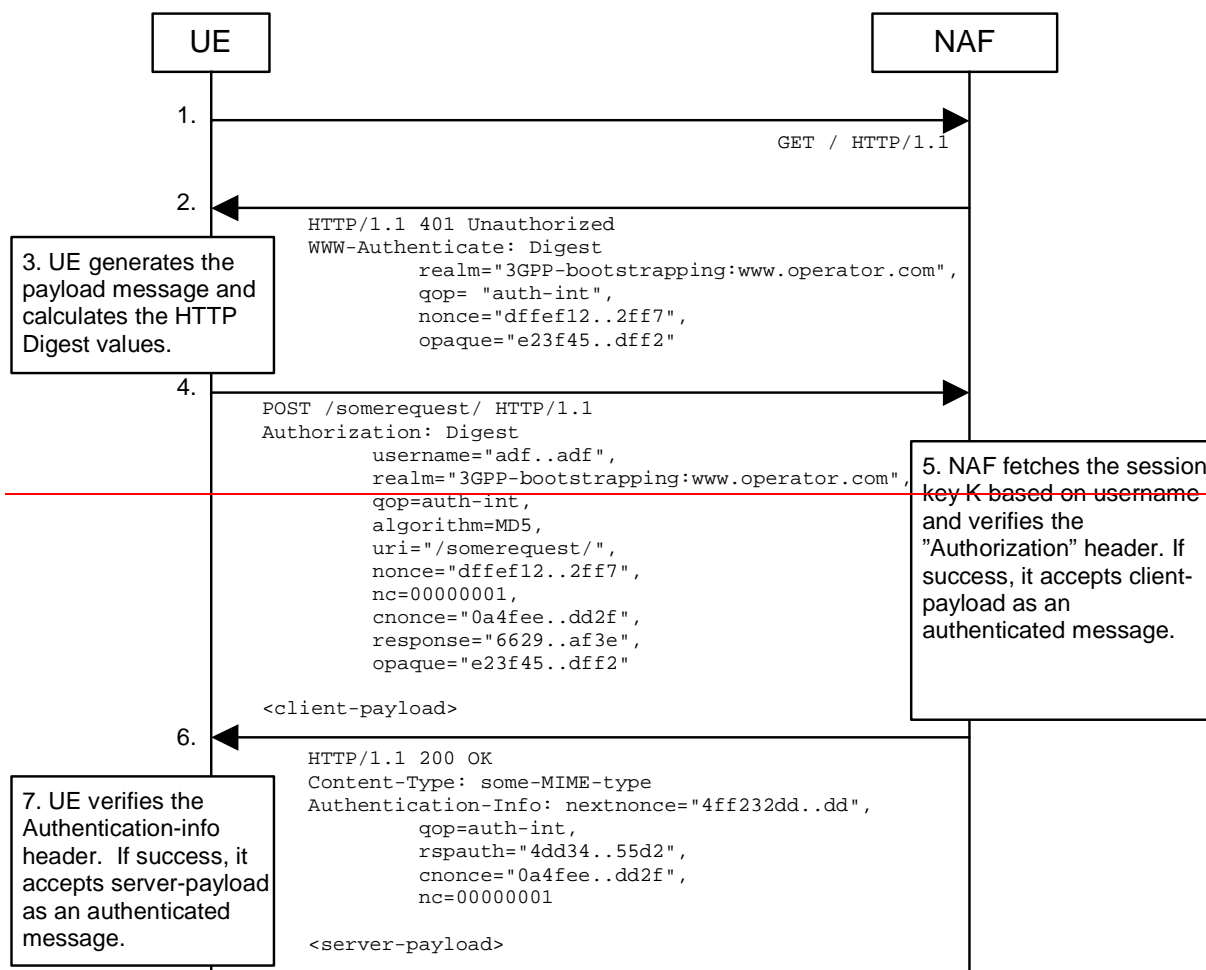 UE
NAF
1.
GET / HTTP/1.1
2.
HTTP/1.1 401 Unauthorized
WWW-Authenticate: Digest
realm="3GPP-bootstrapping:www.operator.com",
qop= "auth-int",
nonce="dffef12..2ff7",
opaque="e23f45..dff2"
3. UE generates the
payload message and
calculates the HTTP
Digest values.
4.
POST /somerequest/ HTTP/1.1
Authorization: Digest
username="adf..adf",
realm="3GPP-bootstrapping:www.operator.com",
qop=auth-int,
algorithm=MD5,
uri="/somerequest/",
nonce="dffef12..2ff7",
nc=00000001,
cnonce="0a4fee..dd2f",
response="6629..af3e",
opaque="e23f45..dff2"
<client-payload>
5. NAF fetches the session
key K based on username
and verifies the
”Authorization” header. If
success, it accepts client-
payload as an
authenticated message.
6.
HTTP/1.1 200 OK
Content-Type: some-MIME-type
Authentication-Info: nextnonce="4ff232dd..dd",
qop=auth-int,
rspauth="4dd34..55d2",
cnonce="0a4fee..dd2f",
nc=00000001
<server-payload>
7. UE verifies the
Authentication-info
header.  If success, it
accepts server-payload
as an authenticated
message.